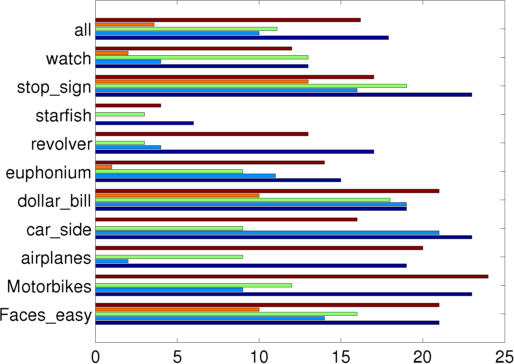 all
watch
stop_sign
starfish
revolver
euphonium
dollar_bill
car_side
airplanes
Motorbikes
Faces_easy
0 5 10 15 20 25